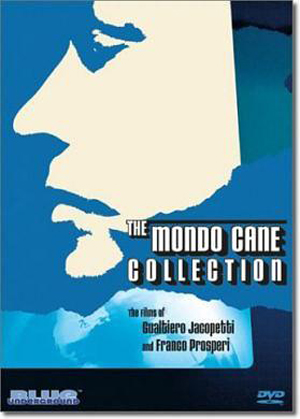 THE MONDO CANE
COLLECTION
The Films of
Gualtiero Jacopetti
and Franco Prosperi
BLUE
UNDERGROUND
DVD